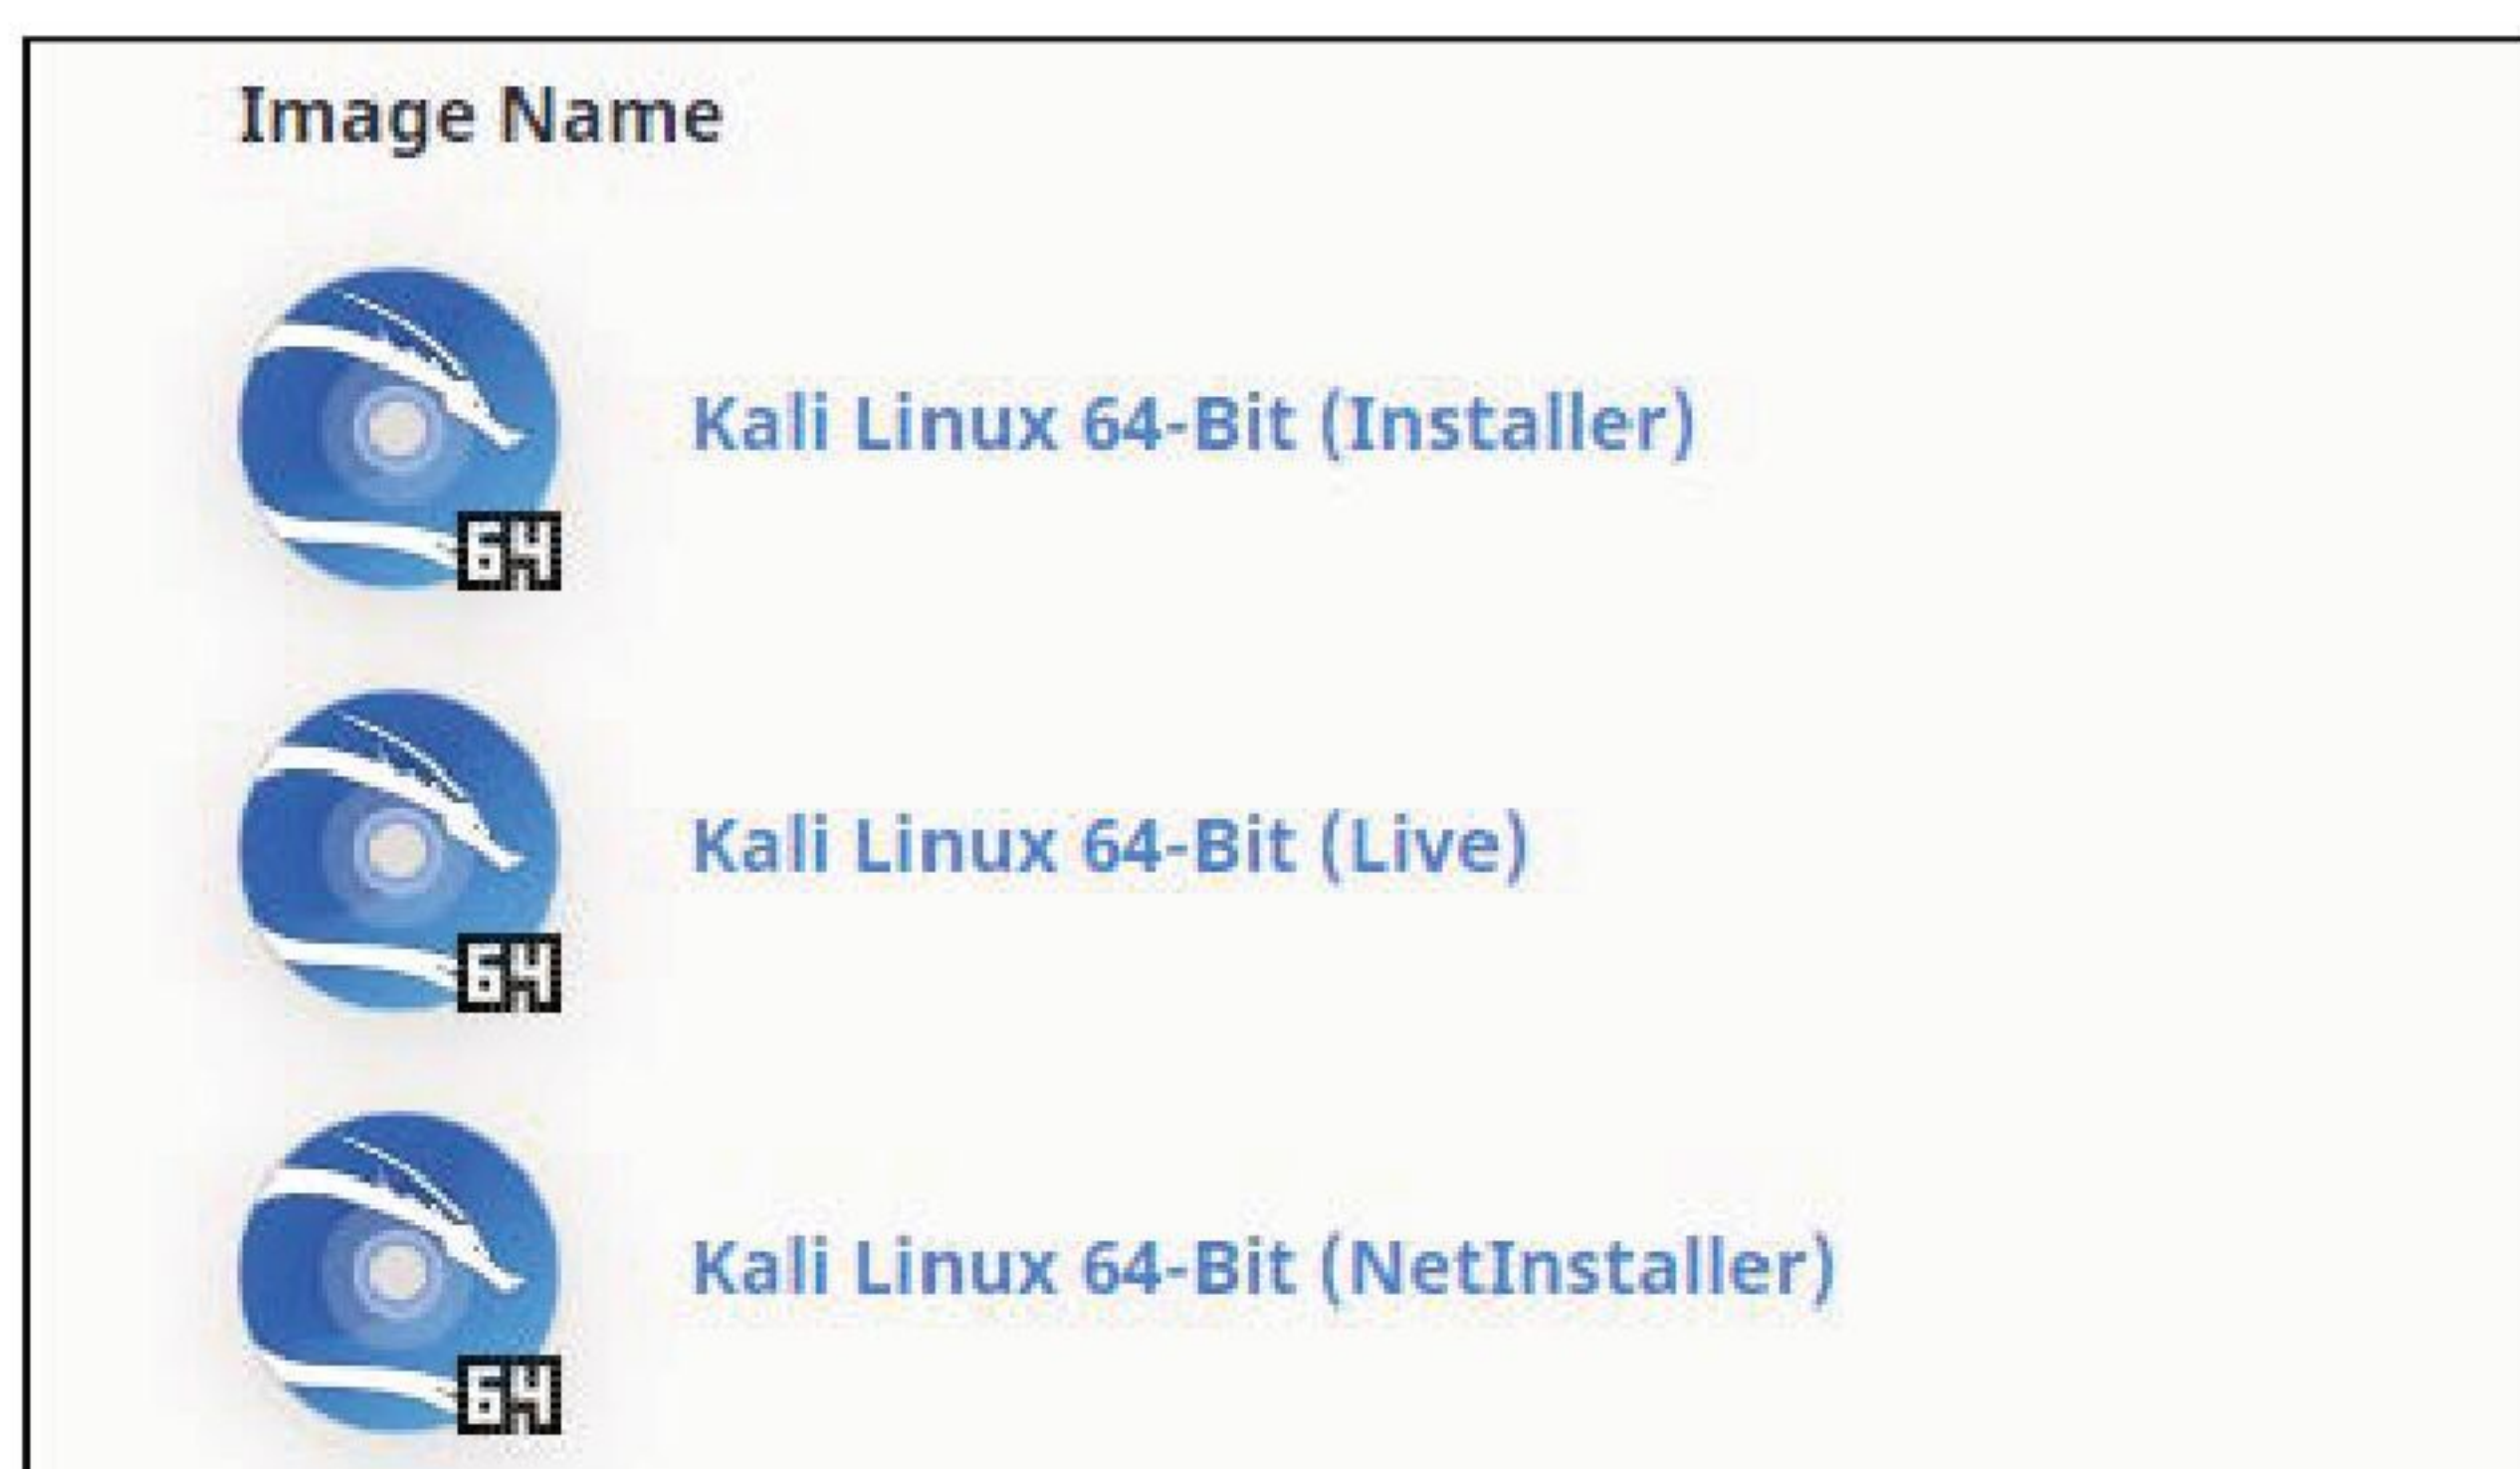 Image Name
64
Kali Linux 64-Bit (Installer)
64
Kali Linux 64-Bit (Live)
64
Kali Linux 64-Bit (NetInstaller)